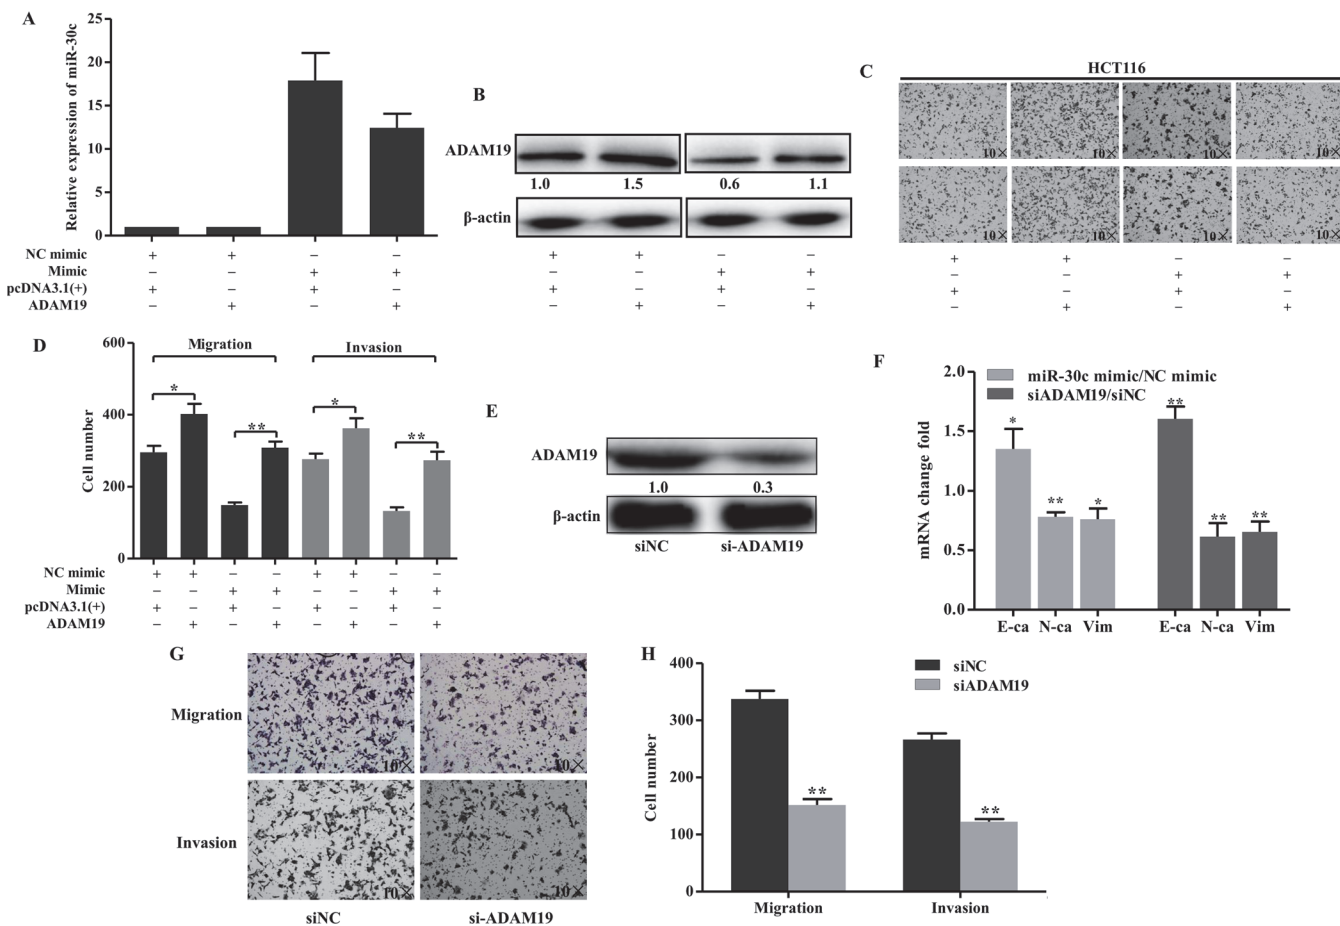 A
Relative expression of miR-30c
25
20
15
10
5
0
NC mimic + + – –
Mimic – – + +
pcDNA3.1(+) + – + –
ADAM19 – + – +
B
ADAM19
1.0 1.5 0.6 1.1
β-actin
+ + – –
– – + +
+ – + –
– + – +
C
HCT116
10× 10× 10× 10×
10× 10× 10× 10×
+ + – –
– – + +
+ – + –
– + – +
D
Cell number
600
400
200
0
Migration Invasion
* ** * **
NC mimic + + – – + + – –
Mimic – – + + – – + +
pcDNA3.1(+) + – + – + – + –
ADAM19 – + – + – + – +
E
ADAM19
1.0 0.3
β-actin
siNC si-ADAM19
F
mRNA change fold
2.0
1.5
1.0
0.5
0.0
miR-30c mimic/NC mimic
siADAM19/siNC
* ** * ** ** **
E-ca N-ca Vim E-ca N-ca Vim
G
Migration
10× 10×
Invasion
10× 10×
siNC si-ADAM19
H
Cell number
400
300
200
100
0
siNC
siADAM19
** **
Migration Invasion